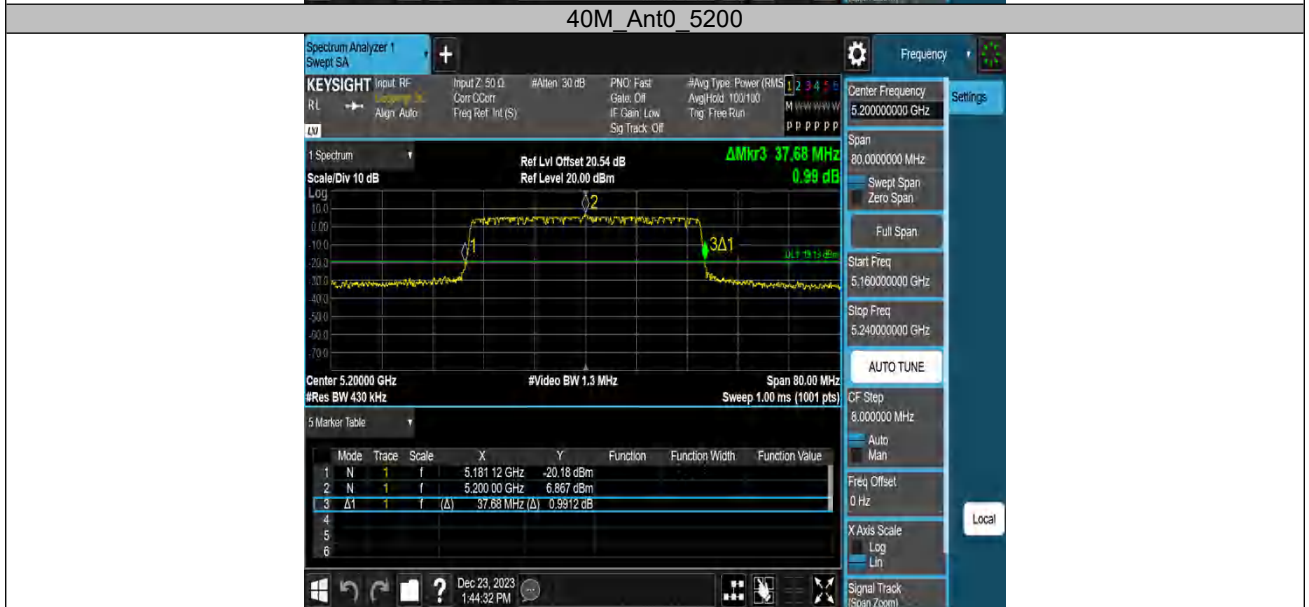 40M_Ant0_5200
Spectrum Analyzer 1
Swept SA
Frequency
KEYSIGHT Input: RF
RL
Align: Auto
Input Z: 50 Ω
Corr CCorr
Freq Ref: Int (S)
#Atten: 30 dB
PNO: Fast
Gate: Off
IF Gain: Low
Sig Track: Off
#Avg Type: Power (RMS
Avg|Hold: 100/100
Trig: Free Run
1 2 3 4 5 6
M W W W W W
P P P P P P
LXI
Center Frequency
5.200000000 GHz
Settings
Span
80.0000000 MHz
Swept Span
Zero Span
Full Span
Start Freq
5.160000000 GHz
Stop Freq
5.240000000 GHz
AUTO TUNE
CF Step
8.000000 MHz
Auto
Man
Freq Offset
0 Hz
X Axis Scale
Log
Lin
Signal Track
(Span Zoom)
Local
1 Spectrum
Scale/Div 10 dB
Ref Lvl Offset 20.54 dB
Ref Level 20.00 dBm
ΔMkr3 37.68 MHz
0.99 dB
Log
10.0
0.00
-10.0
-20.0
-30.0
-40.0
-50.0
-60.0
-70.0
1
2
3Δ1
Center 5.20000 GHz
#Res BW 430 kHz
#Video BW 1.3 MHz
Span 80.00 MHz
Sweep 1.00 ms (1001 pts)
5 Marker Table
Mode Trace Scale X Y Function Function Width Function Value
1 N 1 f 5.181 12 GHz -20.18 dBm
2 N 1 f 5.200 00 GHz 6.867 dBm
3 Δ1 1 f (Δ) 37.68 MHz (Δ) 0.9912 dB
4
5
6
?
Dec 23, 2023
1:44:32 PM